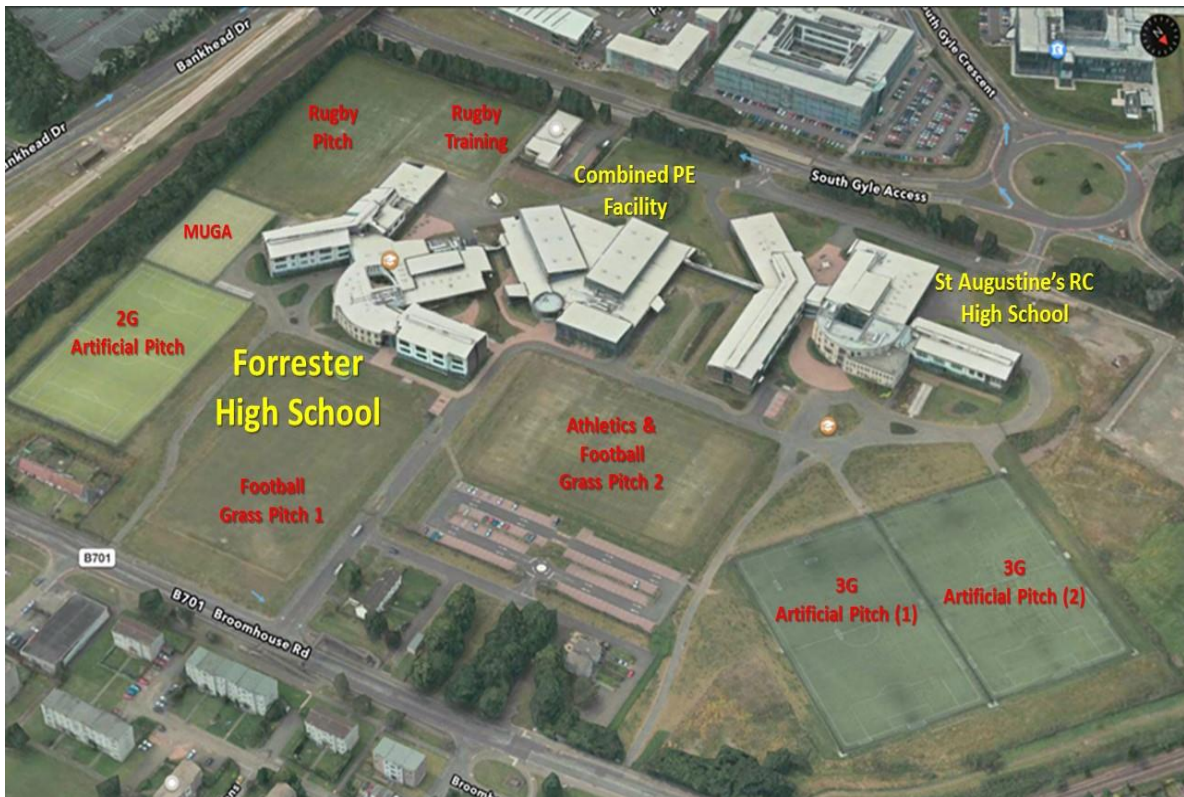 Bankhead Dr
Bankhead Dr
South Gyle Crescent
South Gyle Access
Rugby
Pitch
Rugby
Training
Combined PE
Facility
MUGA
St Augustine's RC
High School
2G
Artificial Pitch
Forrester
High School
Athletics &
Football
Grass Pitch 2
Football
Grass Pitch 1
B701
B701 Broomhouse Rd
3G
Artificial Pitch (1)
3G
Artificial Pitch (2)
N